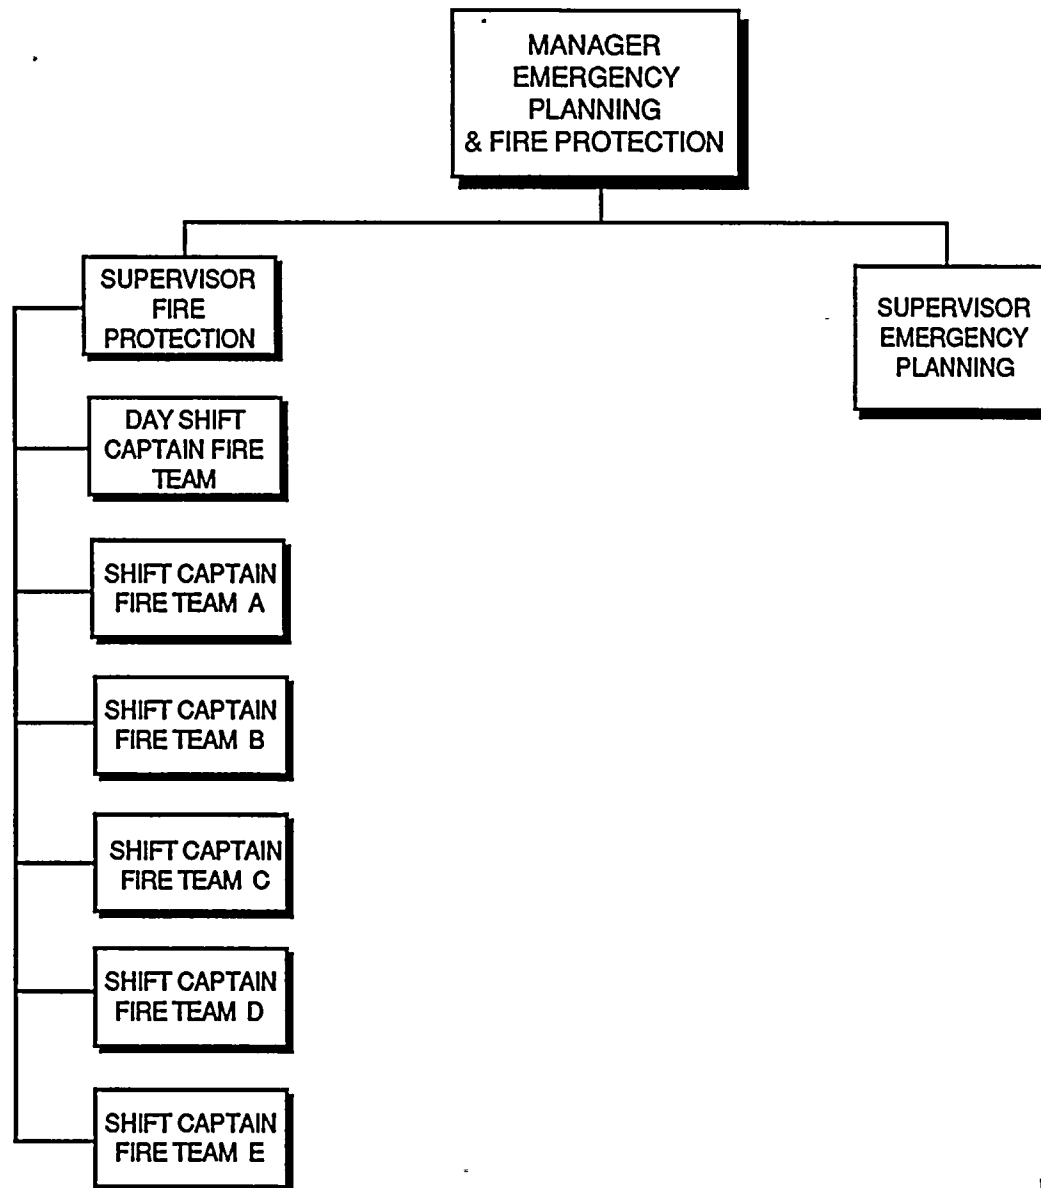 MANAGER
EMERGENCY
PLANNING
& FIRE PROTECTION
SUPERVISOR
FIRE
PROTECTION
SUPERVISOR
EMERGENCY
PLANNING
DAY SHIFT
CAPTAIN FIRE
TEAM
SHIFT CAPTAIN
FIRE TEAM A
SHIFT CAPTAIN
FIRE TEAM B
SHIFT CAPTAIN
FIRE TEAM C
SHIFT CAPTAIN
FIRE TEAM D
SHIFT CAPTAIN
FIRE TEAM E